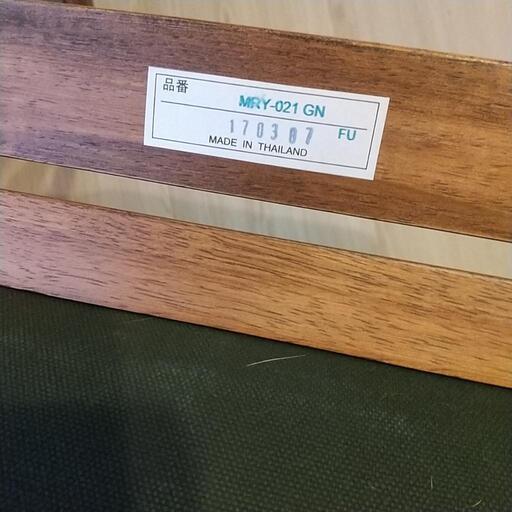 品番
MRY-021 GN
170307 FU
MADE IN THAILAND